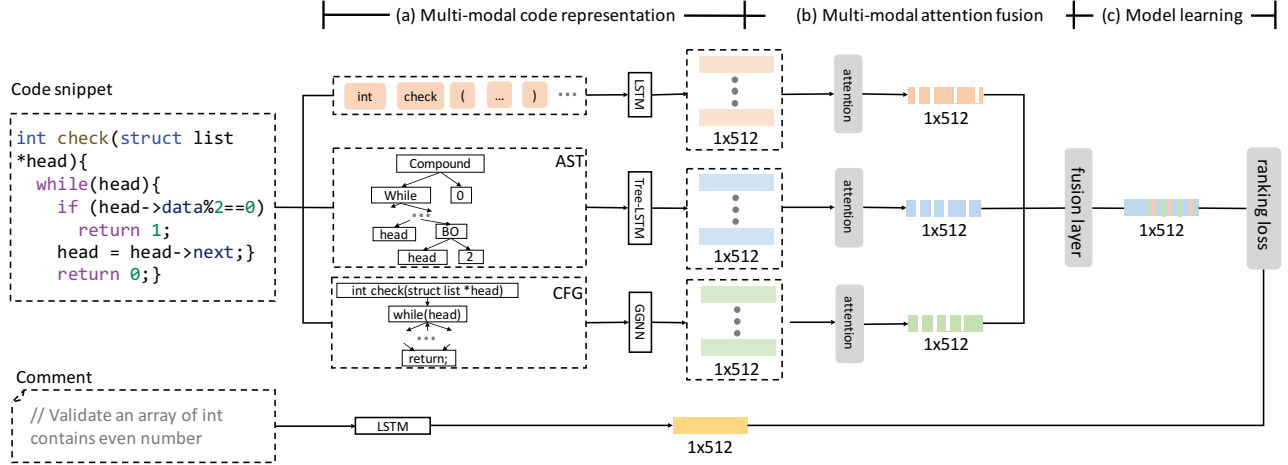 (a) Multi-modal code representation
(b) Multi-modal attention fusion
(c) Model learning
Code snippet
int check(struct list
*head){
while(head){
if (head->data%2==0)
return 1;
head = head->next;}
return 0;}
int
check
(
...
)
...
LSTM
1x512
attention
1x512
AST
Compound
While
0
...
head
BO
head
2
Tree-LSTM
1x512
attention
1x512
CFG
int check(struct list *head)
while(head)
...
return;
GGNN
1x512
attention
1x512
fusion layer
ranking loss
Comment
// Validate an array of int
contains even number
LSTM
1x512